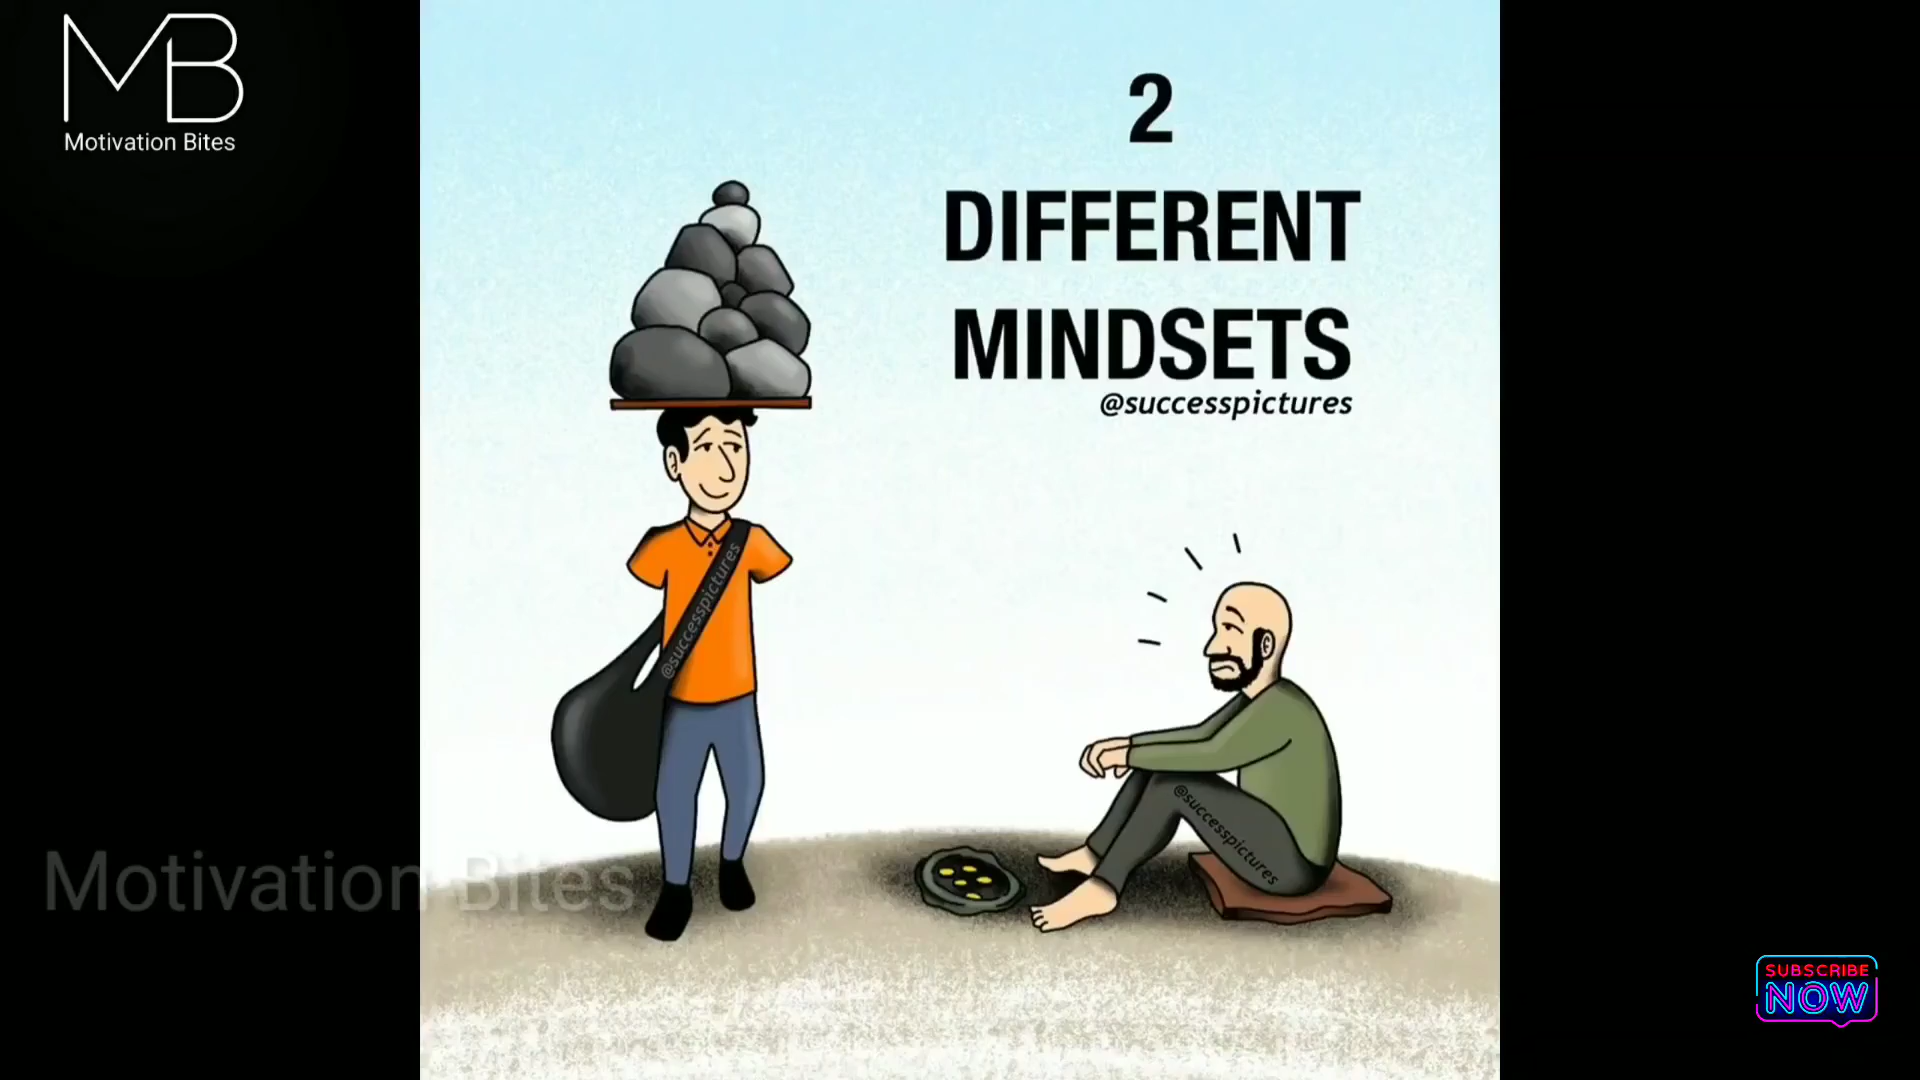 MB
Motivation Bites
2
DIFFERENT
MINDSETS
@successpictures
@successpictures
@successpictures
Motivation Bites
SUBSCRIBE
NOW